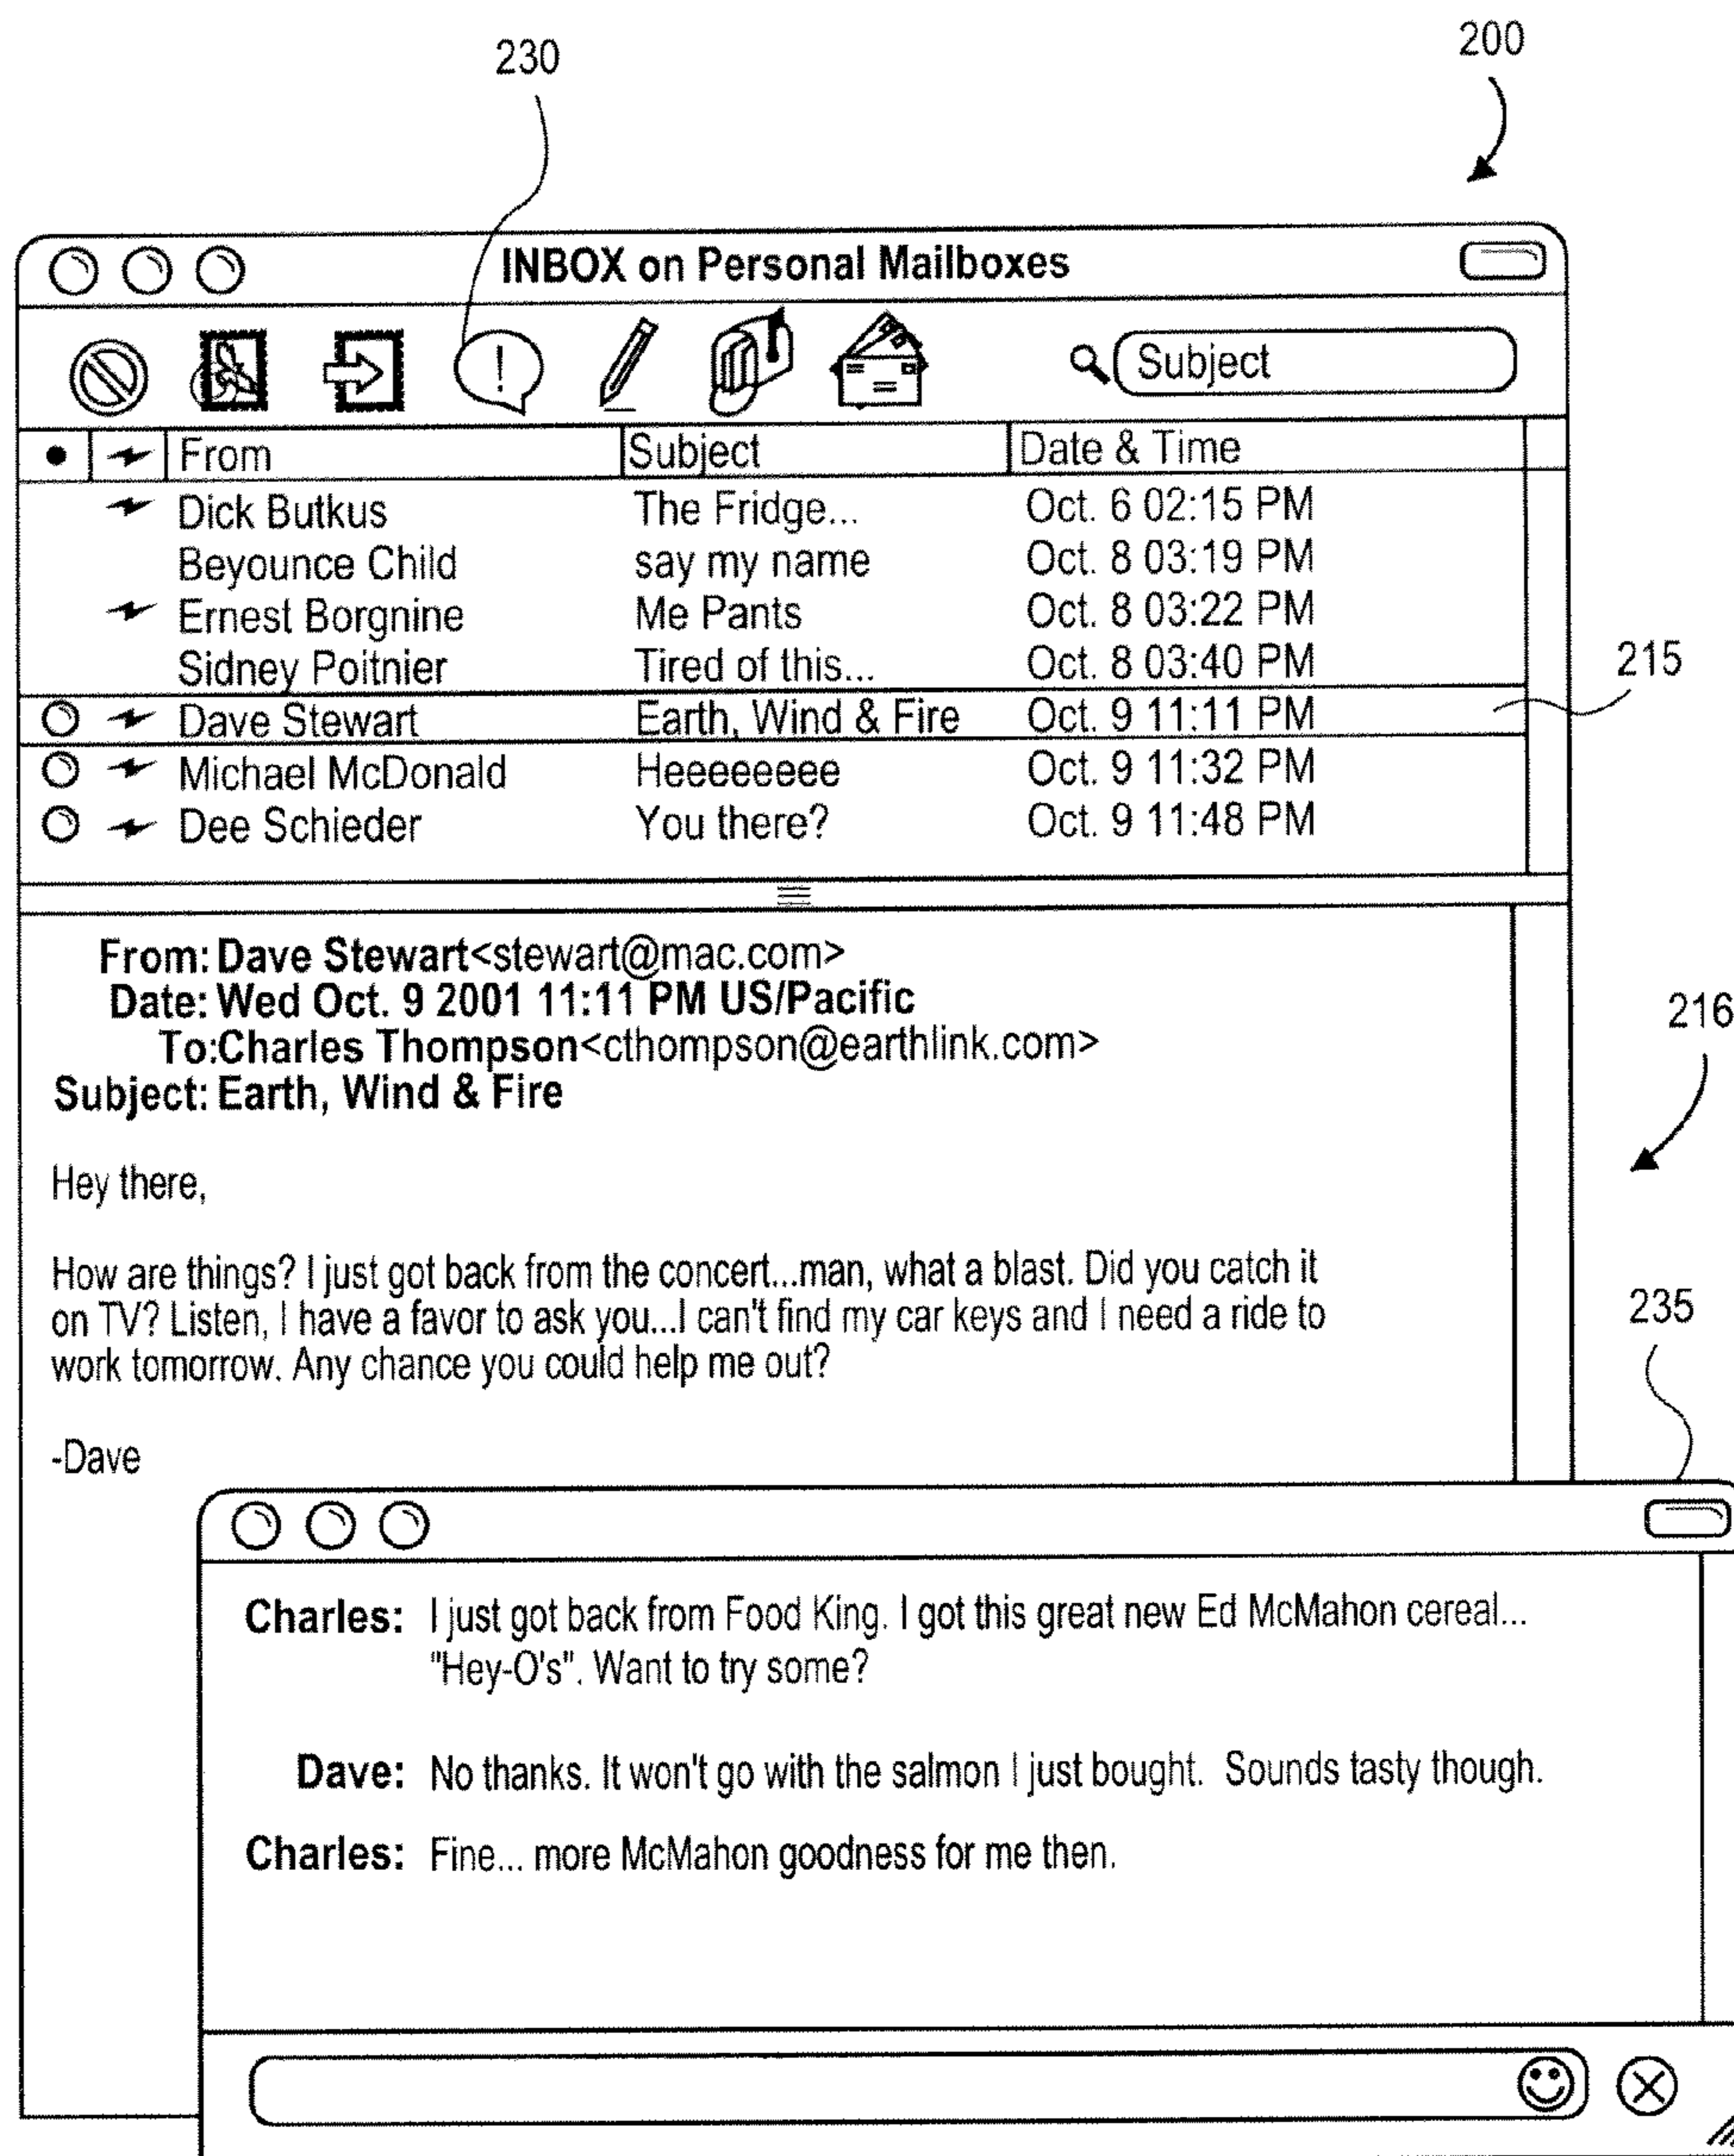 230
200
INBOX on Personal Mailboxes
Subject
From Subject Date & Time
Dick Butkus The Fridge... Oct. 6 02:15 PM
Beyounce Child say my name Oct. 8 03:19 PM
Ernest Borgnine Me Pants Oct. 8 03:22 PM
Sidney Poitnier Tired of this... Oct. 8 03:40 PM
215
Dave Stewart Earth, Wind & Fire Oct. 9 11:11 PM
Michael McDonald Heeeeeeee Oct. 9 11:32 PM
Dee Schieder You there? Oct. 9 11:48 PM
From: Dave Stewart<stewart@mac.com>
Date: Wed Oct. 9 2001 11:11 PM US/Pacific
216
To:Charles Thompson<cthompson@earthlink.com>
Subject: Earth, Wind & Fire
Hey there,
How are things? I just got back from the concert...man, what a blast. Did you catch it
on TV? Listen, I have a favor to ask you...I can't find my car keys and I need a ride to
235
work tomorrow. Any chance you could help me out?
-Dave
Charles: I just got back from Food King. I got this great new Ed McMahon cereal...
"Hey-O's". Want to try some?
Dave: No thanks. It won't go with the salmon I just bought. Sounds tasty though.
Charles: Fine... more McMahon goodness for me then.